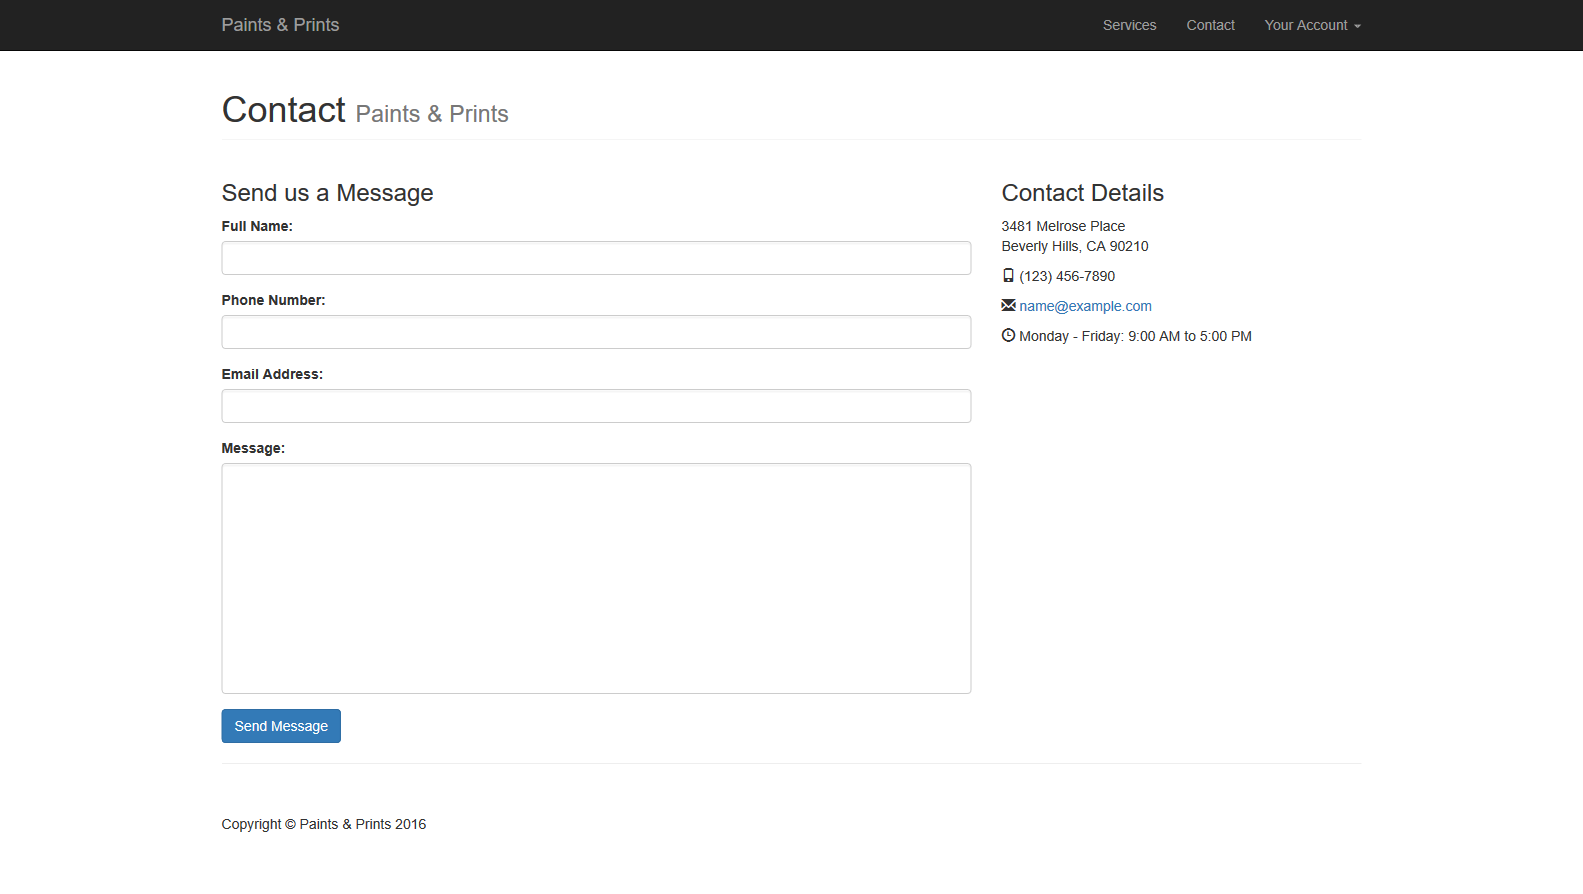 Paints & Prints
Services
Contact
Your Account
Contact Paints & Prints
Send us a Message
Full Name:
Phone Number:
Email Address:
Message:
Send Message
Contact Details
3481 Melrose Place
Beverly Hills, CA 90210
(123) 456-7890
name@example.com
Monday - Friday: 9:00 AM to 5:00 PM
Copyright © Paints & Prints 2016